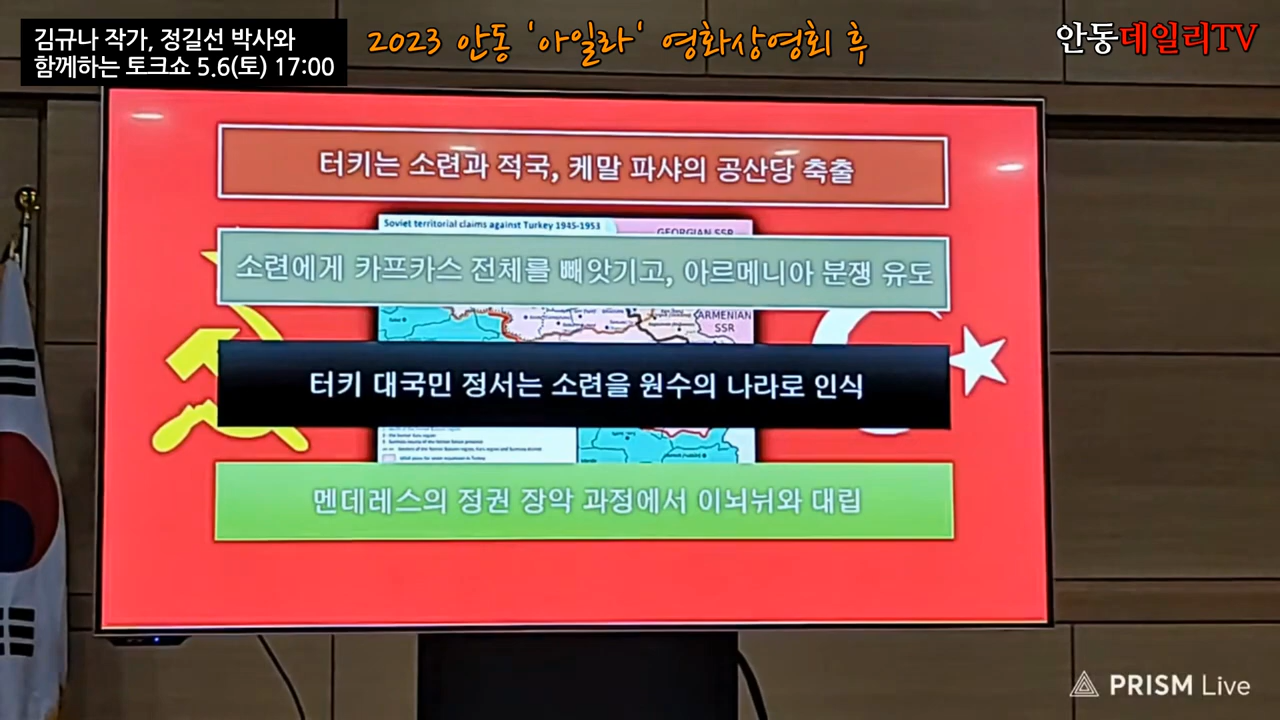 김규나 작가, 정길선 박사와
함께하는 토크쇼 5.6(토) 17:00
2023 안동 '아일라' 영화상영회 후
안동데일리TV
터키는 소련과 적국, 케말 파샤의 공산당 축출
Soviet territorial claims against Turkey 1945-1953
GEORGIAN SSR
소련에게 카프카스 전체를 빼앗기고, 아르메니아 분쟁 유도
ARMENIAN
SSR
터키 대국민 정서는 소련을 원수의 나라로 인식
멘데레스의 정권 장악 과정에서 이뇌뉘와 대립
PRISM Live